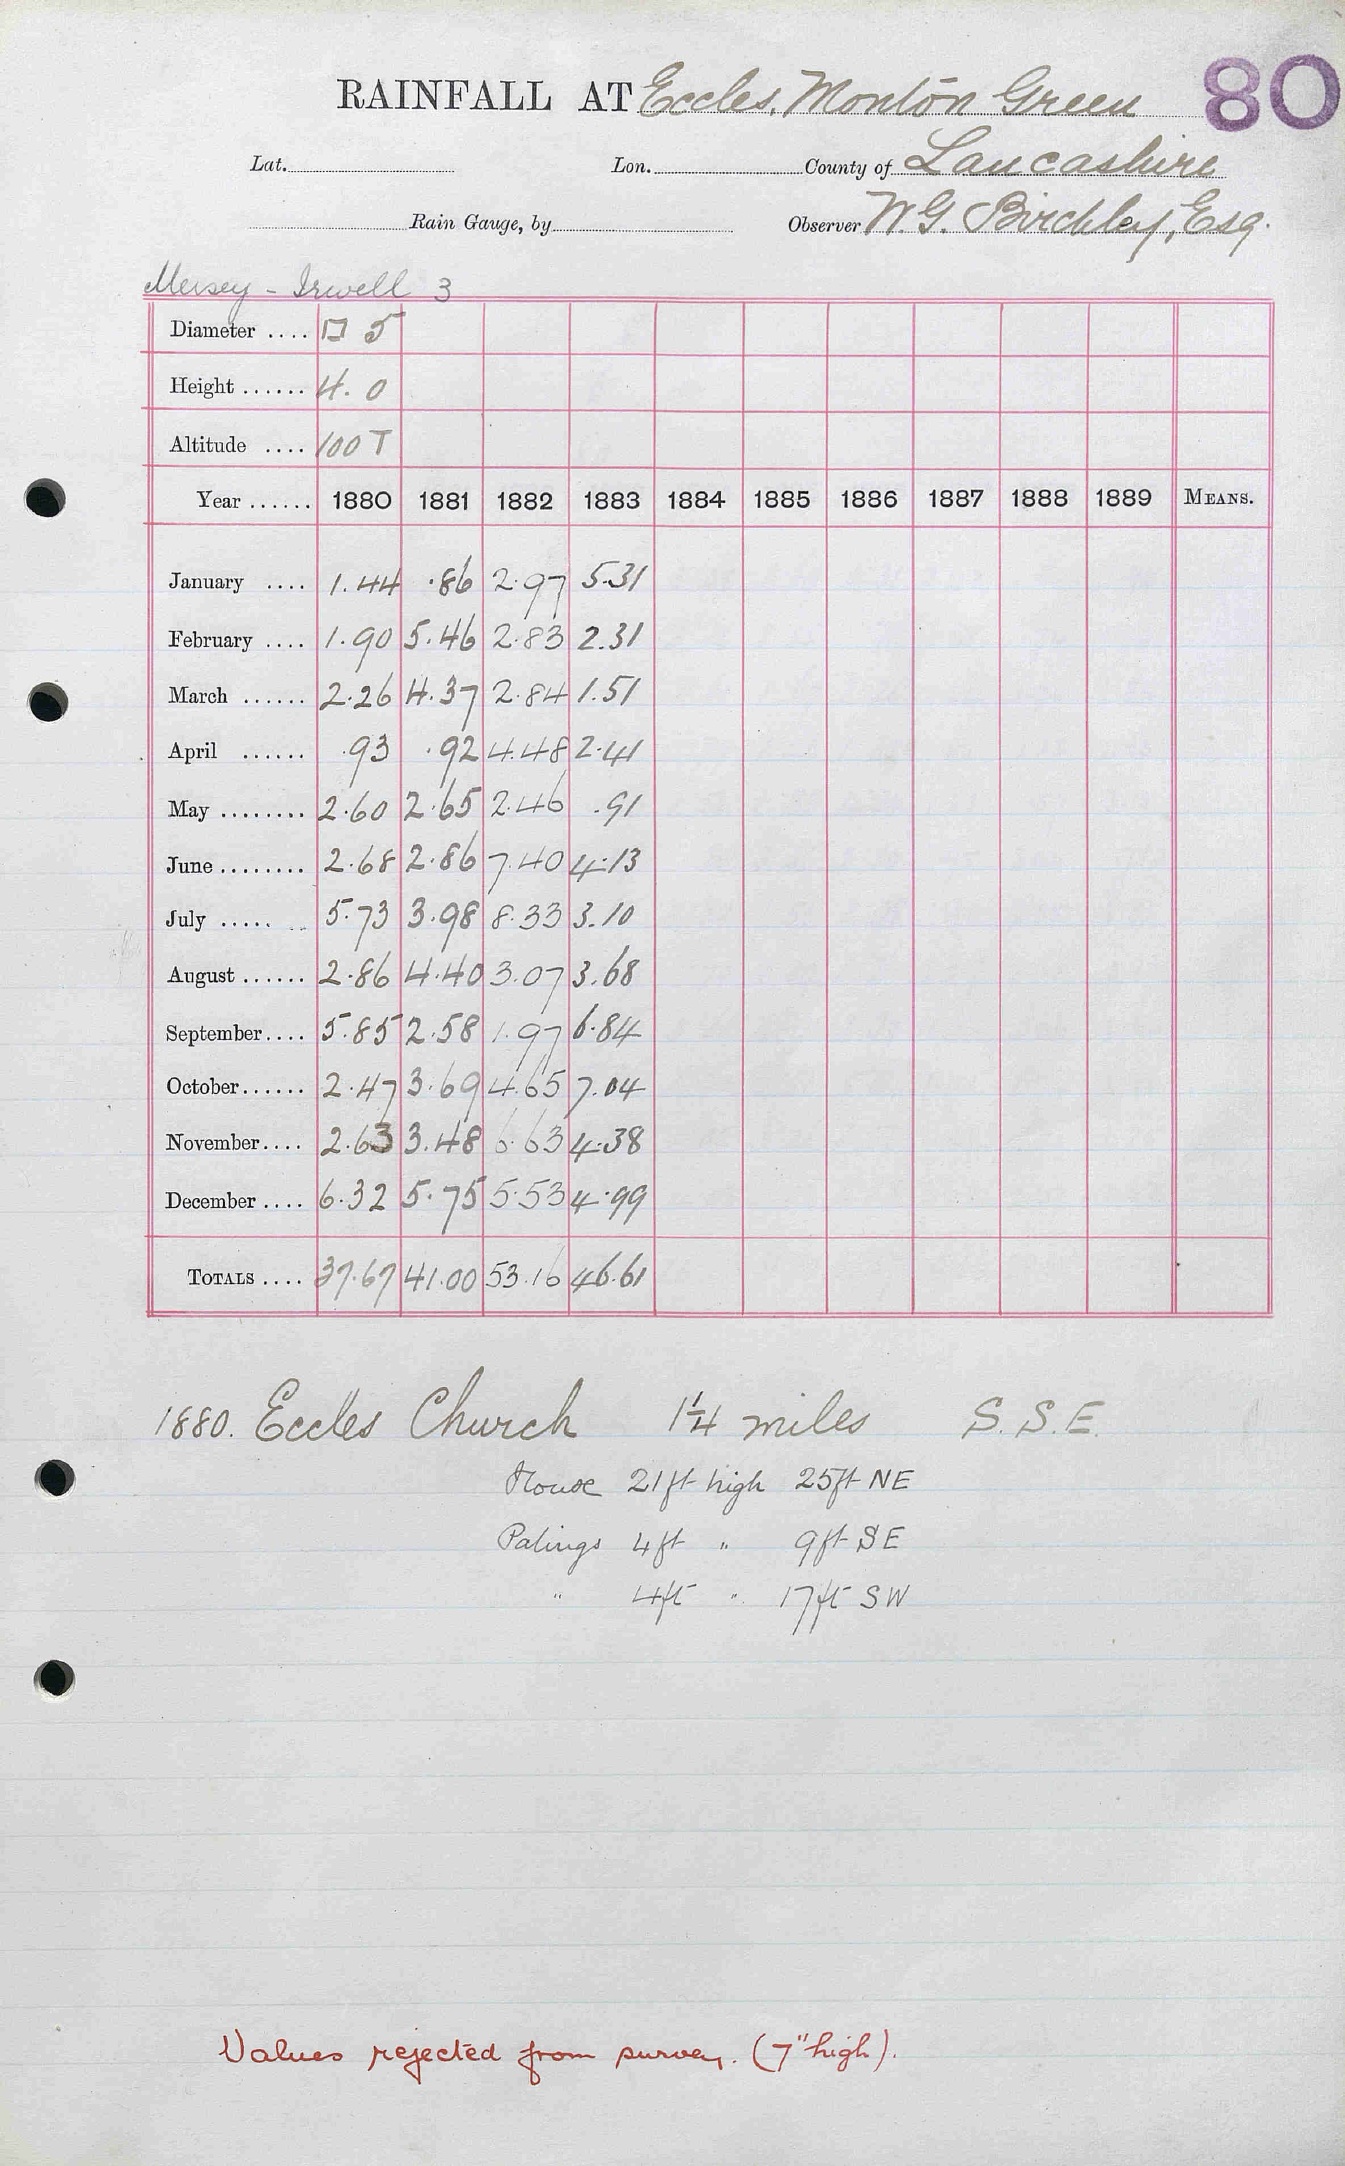 80
RAINFALL AT Eccles, Monton Green
Lat. Lon. County of Lancashire
Rain Gauge, by Observer W. G. Birchley, Esq.
Mersey - Irwell 3
Diameter .... □ 5
Height ...... 4. 0
Altitude .... 100 T
Year ...... 1880 1881 1882 1883 1884 1885 1886 1887 1888 1889 MEANS.
January .... 1.44 .86 2.97 5.31
February .... 1.90 5.46 2.83 2.31
March ...... 2.26 4.37 2.84 1.51
April ...... .93 .92 4.48 2.41
May ........ 2.60 2.65 2.46 .91
June ........ 2.68 2.86 7.40 4.13
July ..... .. 5.73 3.98 8.33 3.10
August ...... 2.86 4.40 3.07 3.68
September .... 5.85 2.58 1.97 6.84
October ...... 2.47 3.69 4.65 7.04
November .... 2.63 3.48 6.63 4.38
December .... 6.32 5.75 5.53 4.99
TOTALS .... 37.67 41.00 53.16 46.61
1880. Eccles Church 1¼ miles S. S. E.
House 21ft high 25ft NE
Palings 4ft " 9ft SE
" 4ft " 17ft SW
Values rejected from survey. (7" high).